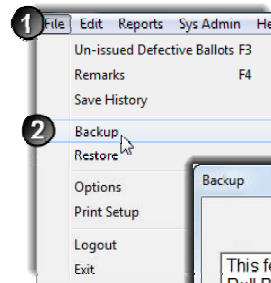 1 File Edit Reports Sys Admin He
Un-issued Defective Ballots F3
Remarks F4
Save History
2 Backup
Restore
Options
Backup
Print Setup
Logout
Exit
This fe